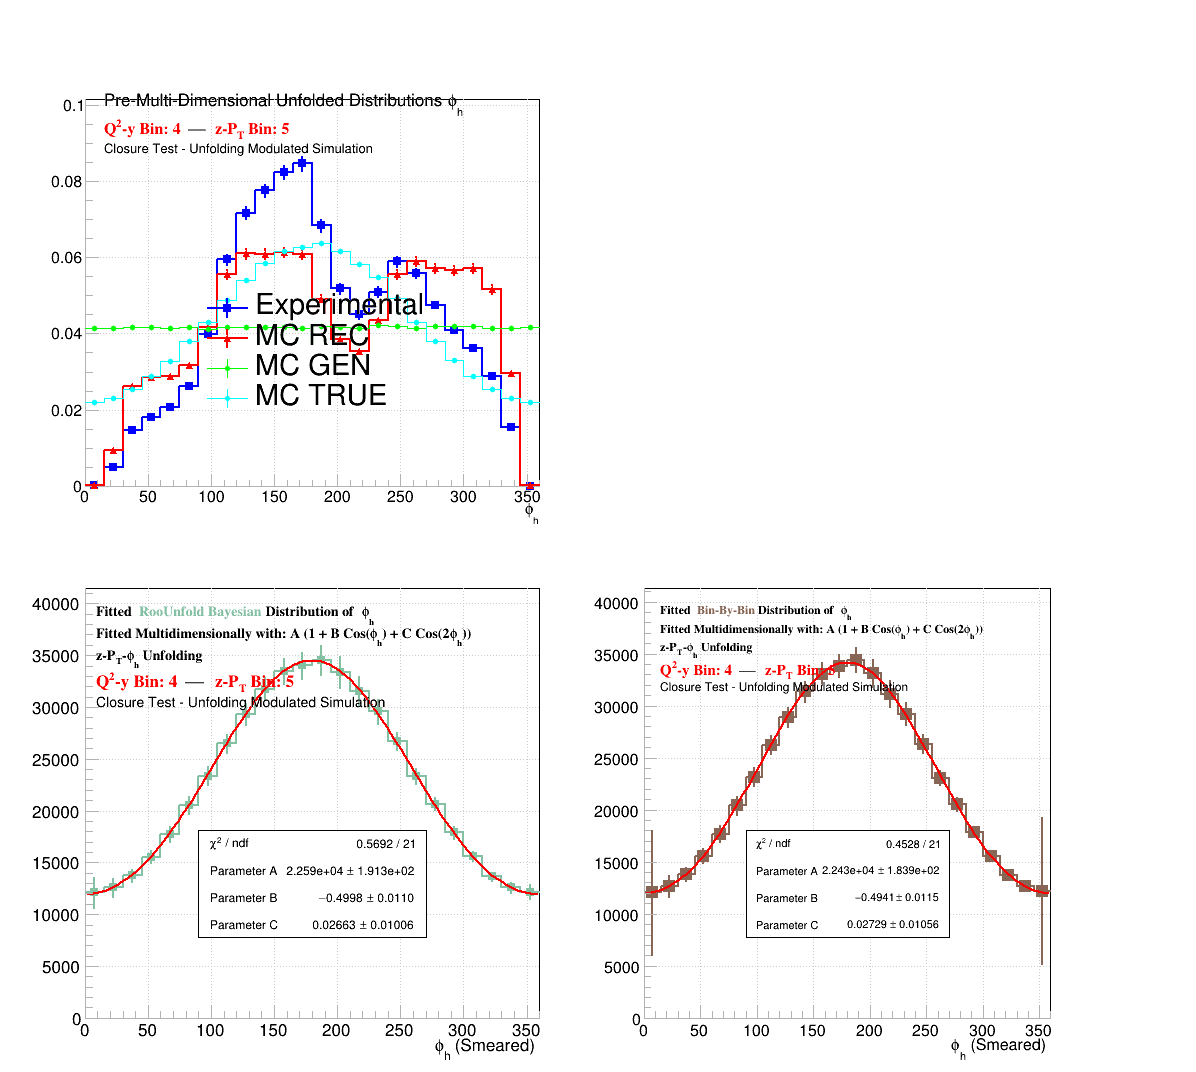 Pre-Multi-Dimensional Unfolded Distributions ϕh
Q²-y Bin: 4 — z-PT Bin: 5
Closure Test - Unfolding Modulated Simulation
0.1
0.08
0.06
0.04
0.02
0
Experimental
MC REC
MC GEN
MC TRUE
0 50 100 150 200 250 300 350
ϕh
40000
35000
30000
25000
20000
15000
10000
5000
0
Fitted RooUnfold Bayesian Distribution of ϕh
Fitted Multidimensionally with: A (1 + B Cos(ϕh) + C Cos(2ϕh))
z-PT-ϕh Unfolding
Q²-y Bin: 4 — z-PT Bin: 5
Closure Test - Unfolding Modulated Simulation
χ² / ndf 0.5692 / 21
Parameter A 2.259e+04 ± 1.913e+02
Parameter B −0.4998 ± 0.0110
Parameter C 0.02663 ± 0.01006
0 50 100 150 200 250 300 350
ϕh (Smeared)
40000
35000
30000
25000
20000
15000
10000
5000
0
Fitted Bin-By-Bin Distribution of ϕh
Fitted Multidimensionally with: A (1 + B Cos(ϕh) + C Cos(2ϕh))
z-PT-ϕh Unfolding
Q²-y Bin: 4 — z-PT Bin:
Closure Test - Unfolding Modulated Simulation
χ² / ndf 0.4528 / 21
Parameter A 2.243e+04 ± 1.839e+02
Parameter B −0.4941 ± 0.0115
Parameter C 0.02729 ± 0.01056
0 50 100 150 200 250 300 350
ϕh (Smeared)